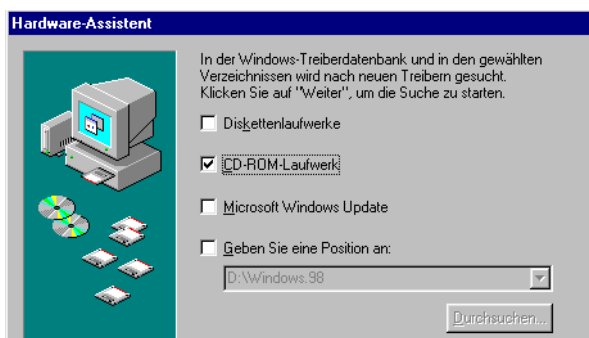 Hardware-Assistent
In der Windows-Treiberdatenbank und in den gewählten
Verzeichnissen wird nach neuen Treibern gesucht.
Klicken Sie auf "Weiter", um die Suche zu starten.
Diskettenlaufwerke
CD-ROM-Laufwerk
Microsoft Windows Update
Geben Sie eine Position an:
D:\Windows.98
Durchsuchen...